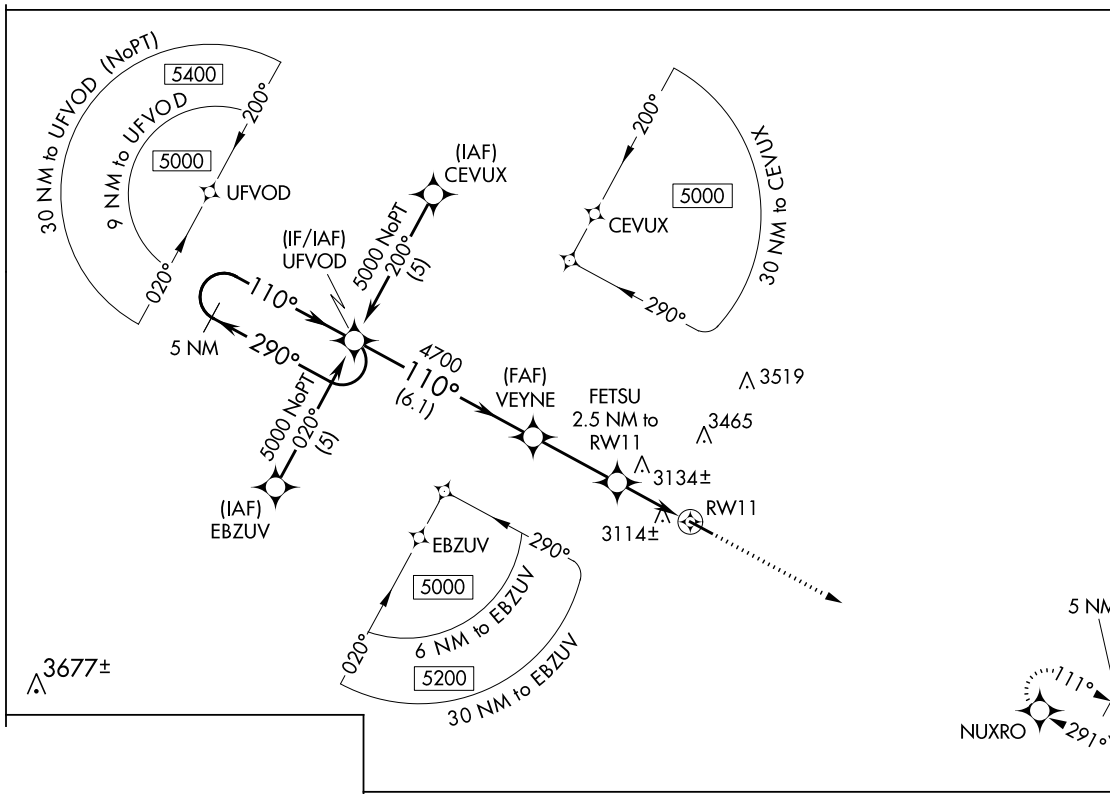 30 NM to UFVOD (NoPT)
5400
9 NM to UFVOD
5000
200°
020°
UFVOD
(IAF)
CEVUX
5000 NoPT
200°
(5)
(IF/IAF)
UFVOD
110°
290°
5 NM
5000 NoPT
020°
(5)
(IAF)
EBZUV
4700
110°
(6.1)
(FAF)
VEYNE
FETSU
2.5 NM to
RW11
200°
5000
CEVUX
290°
30 NM to CEVUX
3519
3465
3134±
3114±
RW11
EBZUV
290°
5000
6 NM to EBZUV
020°
5200
30 NM to EBZUV
3677±
5 NM
111°
291°
NUXRO